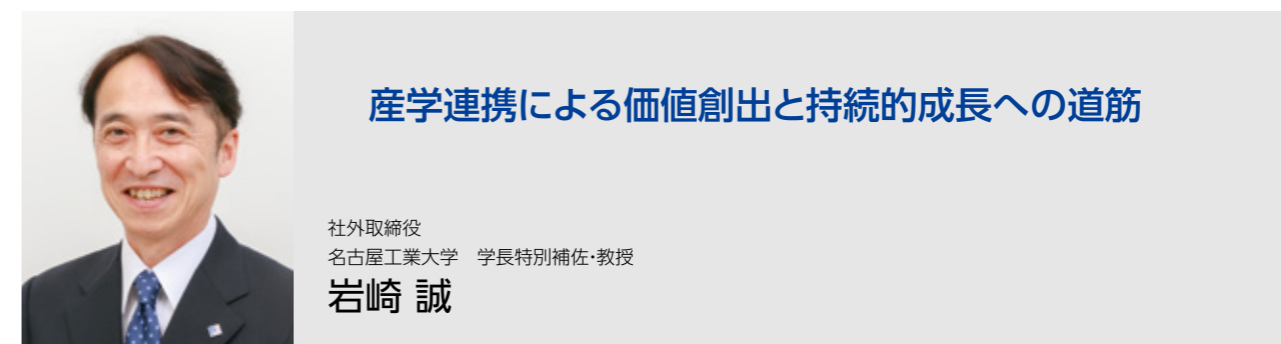 産学連携による価値創出と持続的成長への道筋
社外取締役
名古屋工業大学　学長特別補佐・教授
岩崎 誠